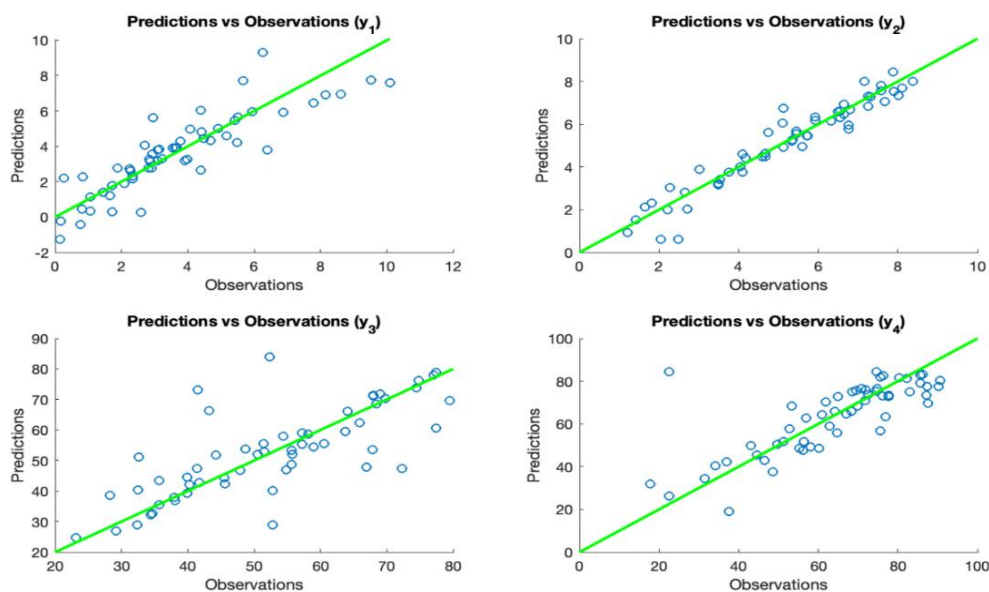 Predictions vs Observations (y1)
10
8
6
4
2
0
-2
Predictions
0 2 4 6 8 10 12
Observations
Predictions vs Observations (y2)
10
8
6
4
2
0
Predictions
0 2 4 6 8 10
Observations
Predictions vs Observations (y3)
90
80
70
60
50
40
30
20
Predictions
20 30 40 50 60 70 80
Observations
Predictions vs Observations (y4)
100
80
60
40
20
0
Predictions
0 20 40 60 80 100
Observations